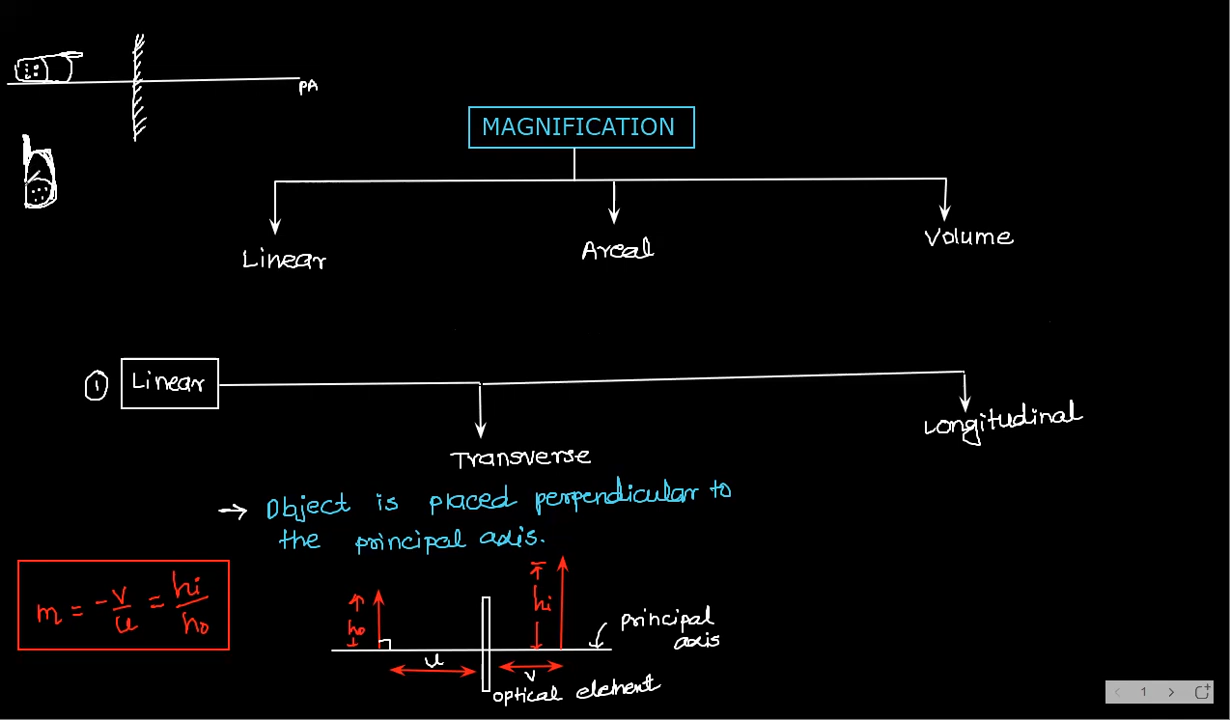 PA
MAGNIFICATION
Linear
Areal
Volume
① Linear
Transverse
Longitudinal
→ Object is placed perpendicular to
the principal axis.
m = -v/u = hi/ho
ho
hi
u
v
principal
axis
optical element
1